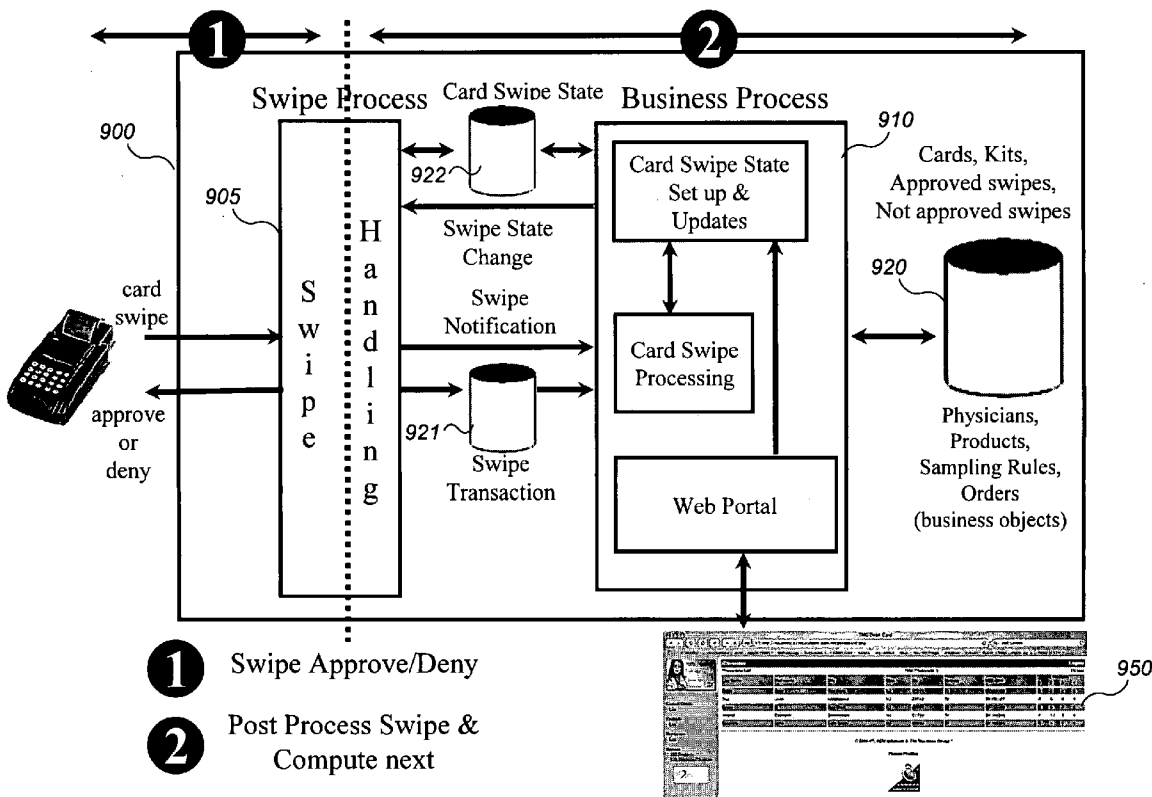 1
2
Swipe Process
Card Swipe State
Business Process
900
910
922
Card Swipe State
Set up &
Updates
Cards, Kits,
Approved swipes,
Not approved swipes
905
Swipe State
Change
920
card
swipe
Swipe
Handling
Swipe
Notification
Card Swipe
Processing
approve
or
deny
921
Swipe
Transaction
Web Portal
Physicians,
Products,
Sampling Rules,
Orders
(business objects)
1 Swipe Approve/Deny
2 Post Process Swipe &
Compute next
950